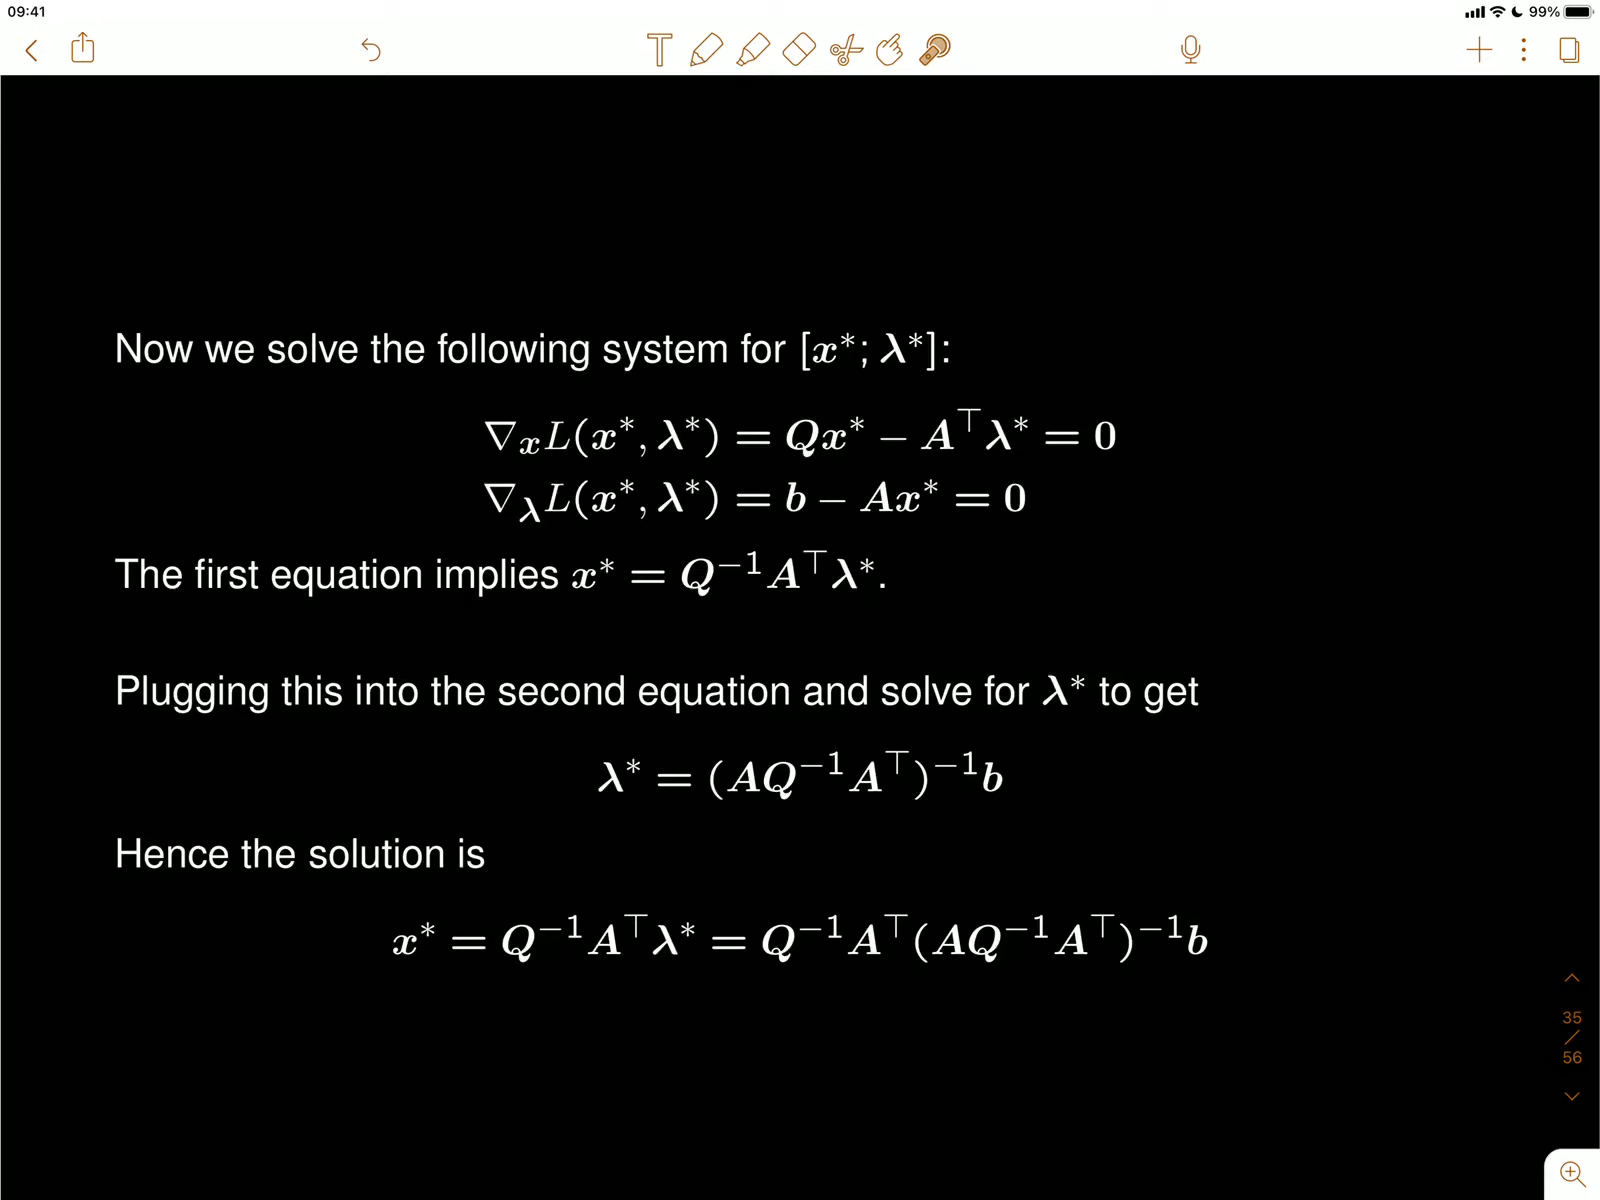 09:41
99%
Now we solve the following system for [x*; λ*]:
∇ₓL(x*, λ*) = Qx* − A⊤λ* = 0
∇_λL(x*, λ*) = b − Ax* = 0
The first equation implies x* = Q⁻¹A⊤λ*.
Plugging this into the second equation and solve for λ* to get
λ* = (AQ⁻¹A⊤)⁻¹b
Hence the solution is
x* = Q⁻¹A⊤λ* = Q⁻¹A⊤(AQ⁻¹A⊤)⁻¹b
35
/
56